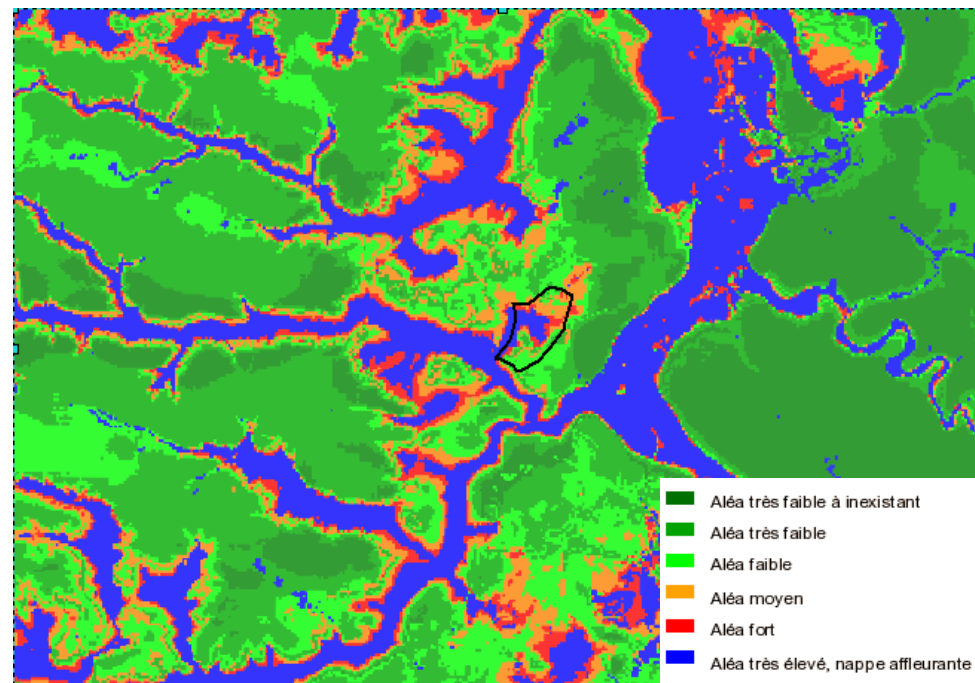 Aléa très faible à inexistant
Aléa très faible
Aléa faible
Aléa moyen
Aléa fort
Aléa très élevé, nappe affleurante